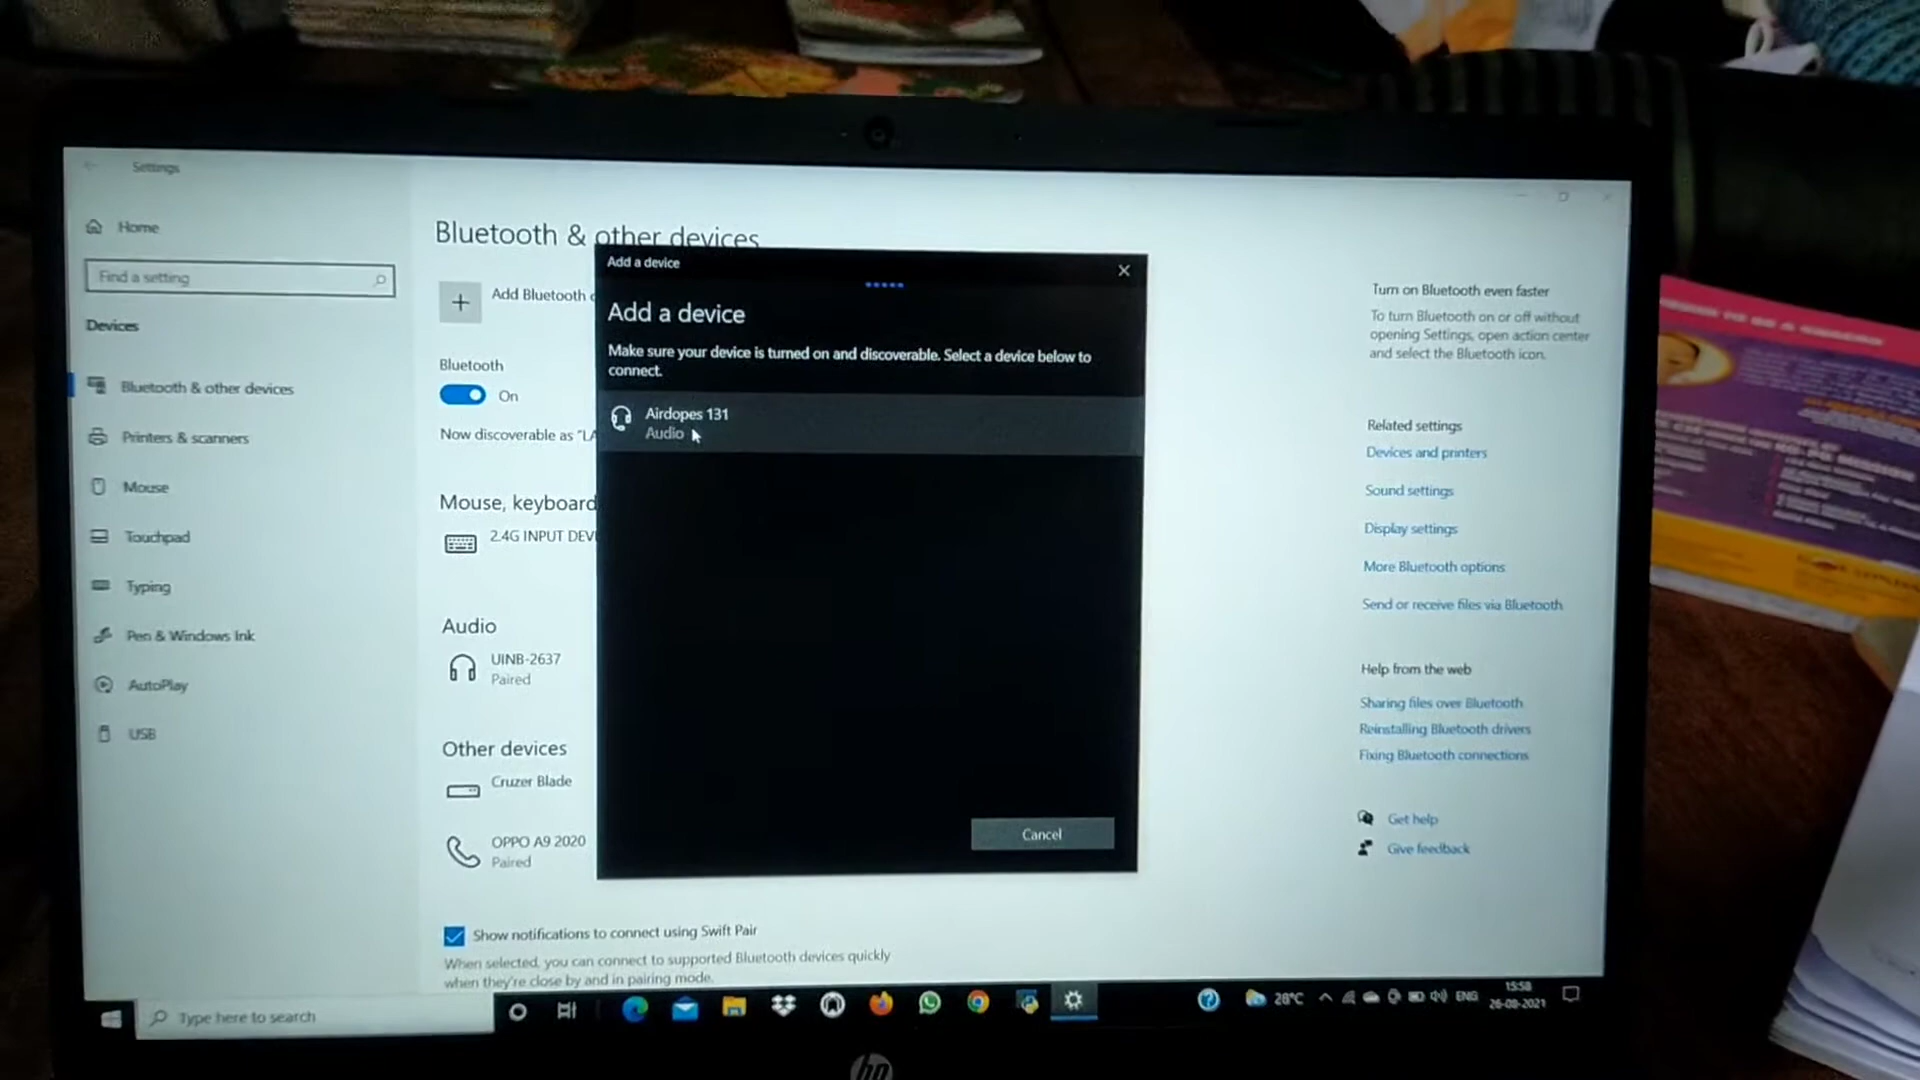 Settings
Home
Find a setting
Devices
Bluetooth & other devices
Printers & scanners
Mouse
Touchpad
Typing
Pen & Windows Ink
AutoPlay
USB
Bluetooth & other devices
Add Bluetooth
Bluetooth
On
Now discoverable as "LA
Mouse, keyboard
2.4G INPUT DEVI
Audio
UINB-2637
Paired
Other devices
Cruzer Blade
OPPO A9 2020
Paired
Show notifications to connect using Swift Pair
When selected, you can connect to supported Bluetooth devices quickly
when they're close by and in pairing mode.
Add a device
Add a device
Make sure your device is turned on and discoverable. Select a device below to
connect.
Airdopes 131
Audio
Cancel
Turn on Bluetooth even faster
To turn Bluetooth on or off without
opening Settings, open action center
and select the Bluetooth icon.
Related settings
Devices and printers
Sound settings
Display settings
More Bluetooth options
Send or receive files via Bluetooth
Help from the web
Sharing files over Bluetooth
Reinstalling Bluetooth drivers
Fixing Bluetooth connections
Get help
Give feedback
Type here to search
28°C
ENG
15:58
26-08-2021
hp